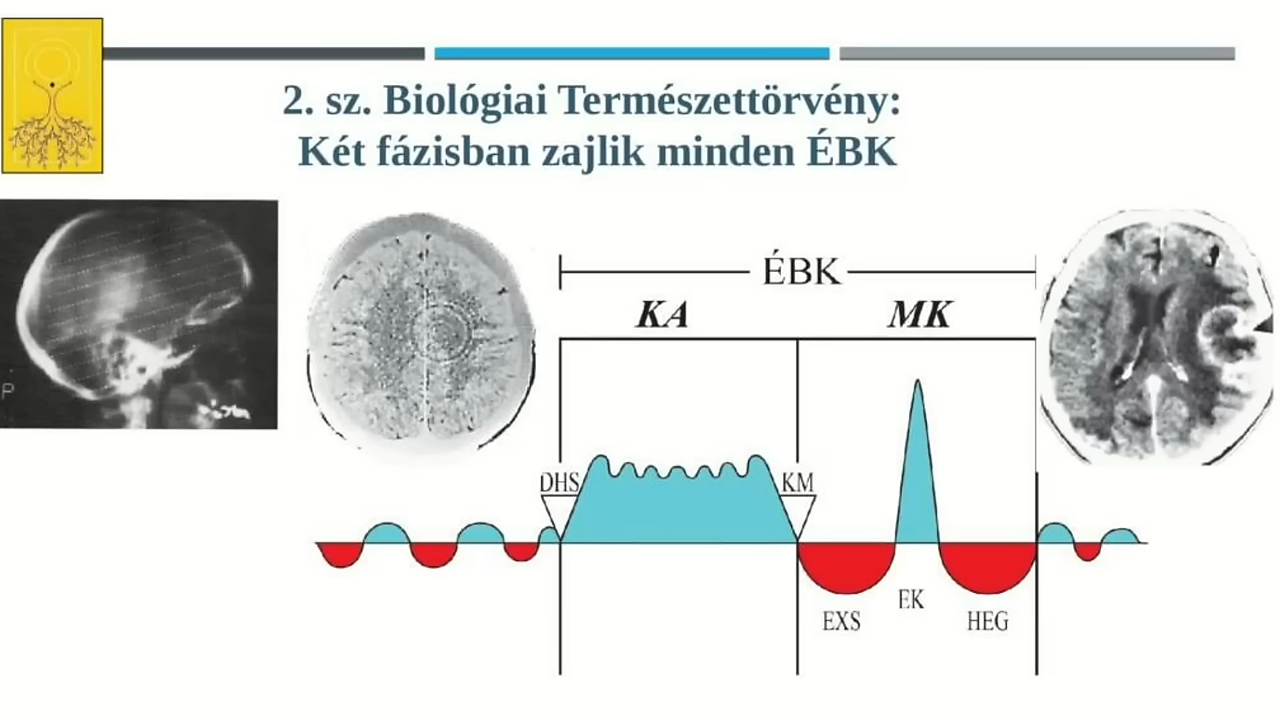 2. sz. Biológiai Természettörvény:
Két fázisban zajlik minden ÉBK
ÉBK
KA
MK
DHS
KM
P
EXS
EK
HEG